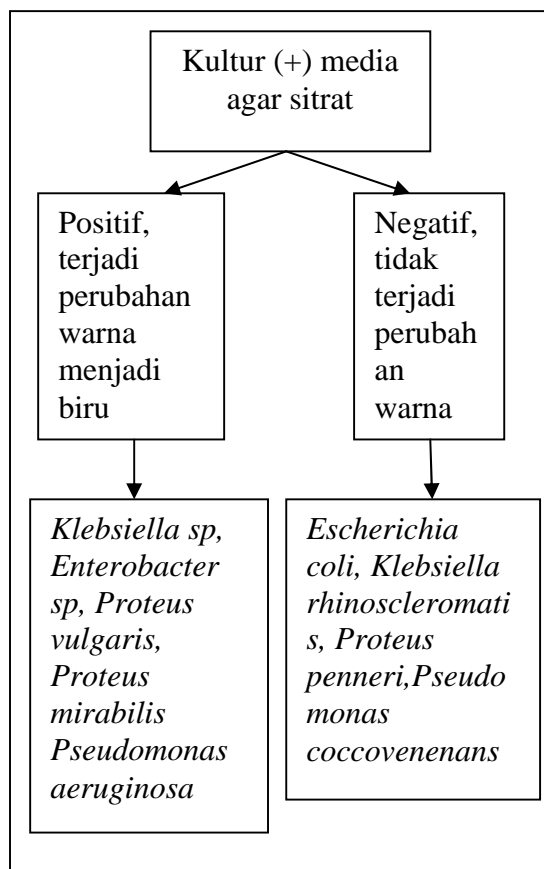 Kultur (+) media
agar sitrat
Positif,
terjadi
perubahan
warna
menjadi
biru
Negatif,
tidak
terjadi
perubah
an
warna
Klebsiella sp,
Enterobacter
sp, Proteus
vulgaris,
Proteus
mirabilis
Pseudomonas
aeruginosa
Escherichia
coli, Klebsiella
rhinoscleromati
s, Proteus
penneri,Pseudo
monas
coccovenenans